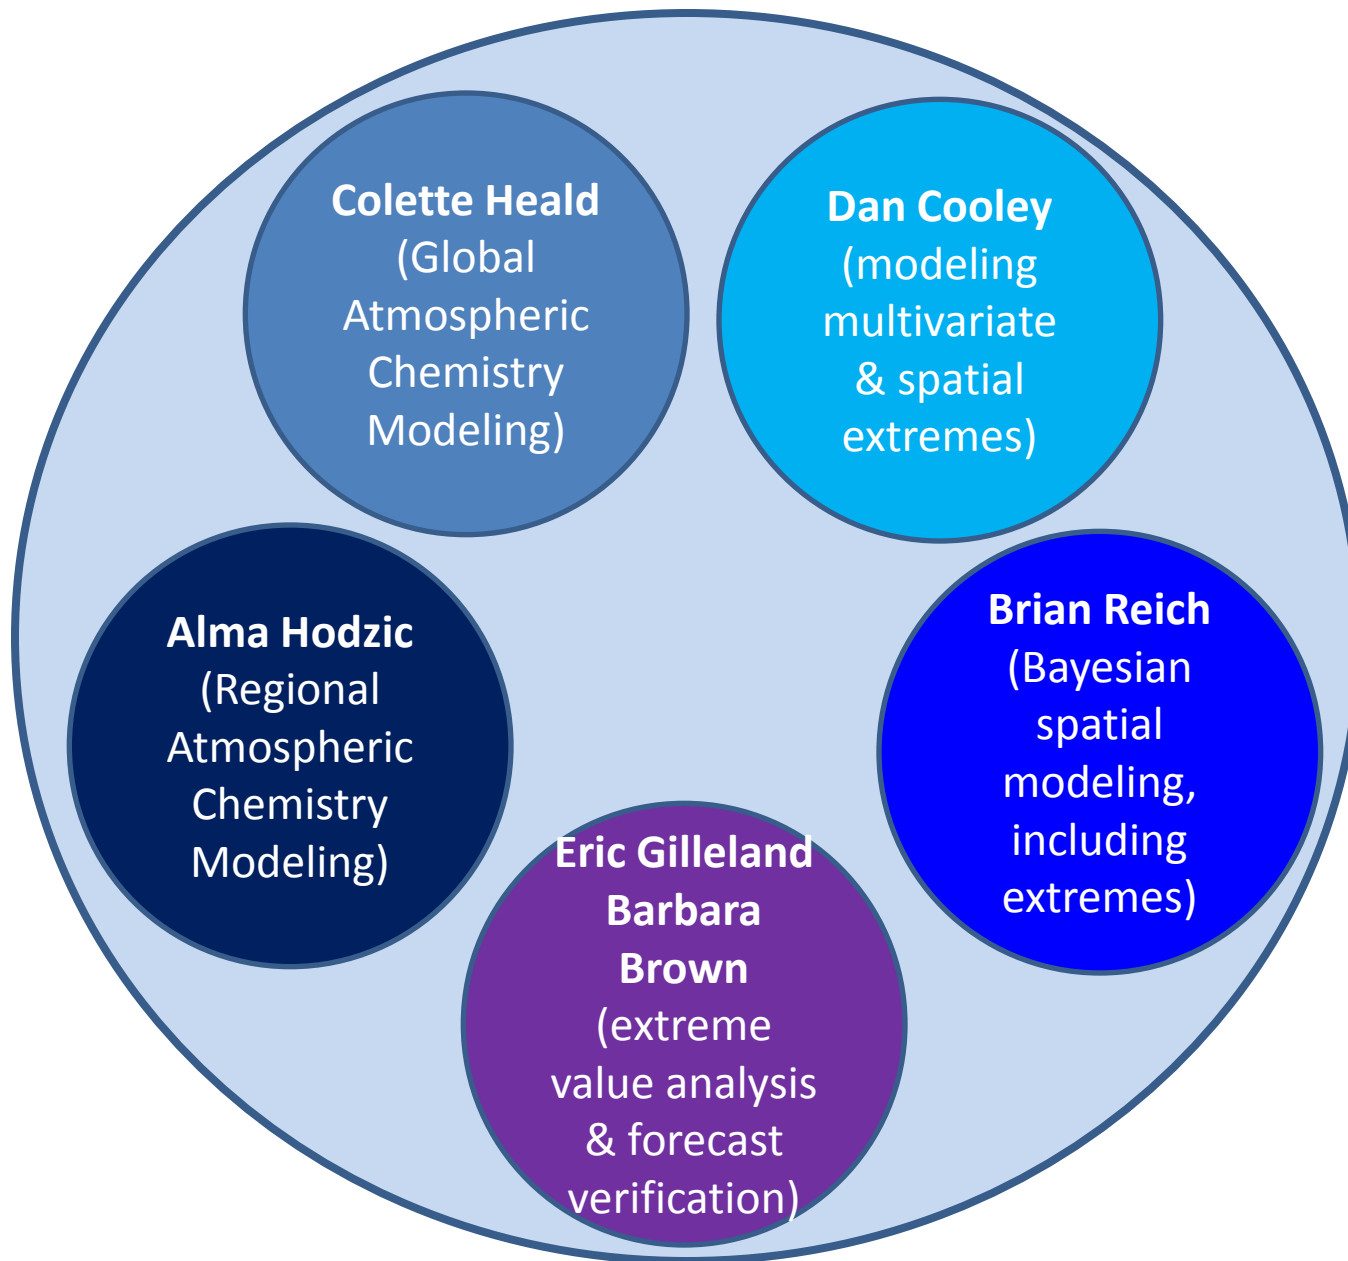 Colette Heald
(Global
Atmospheric
Chemistry
Modeling)
Dan Cooley
(modeling
multivariate
& spatial
extremes)
Alma Hodzic
(Regional
Atmospheric
Chemistry
Modeling)
Brian Reich
(Bayesian
spatial
modeling,
including
extremes)
Eric Gilleland
Barbara
Brown
(extreme
value analysis
& forecast
verification)